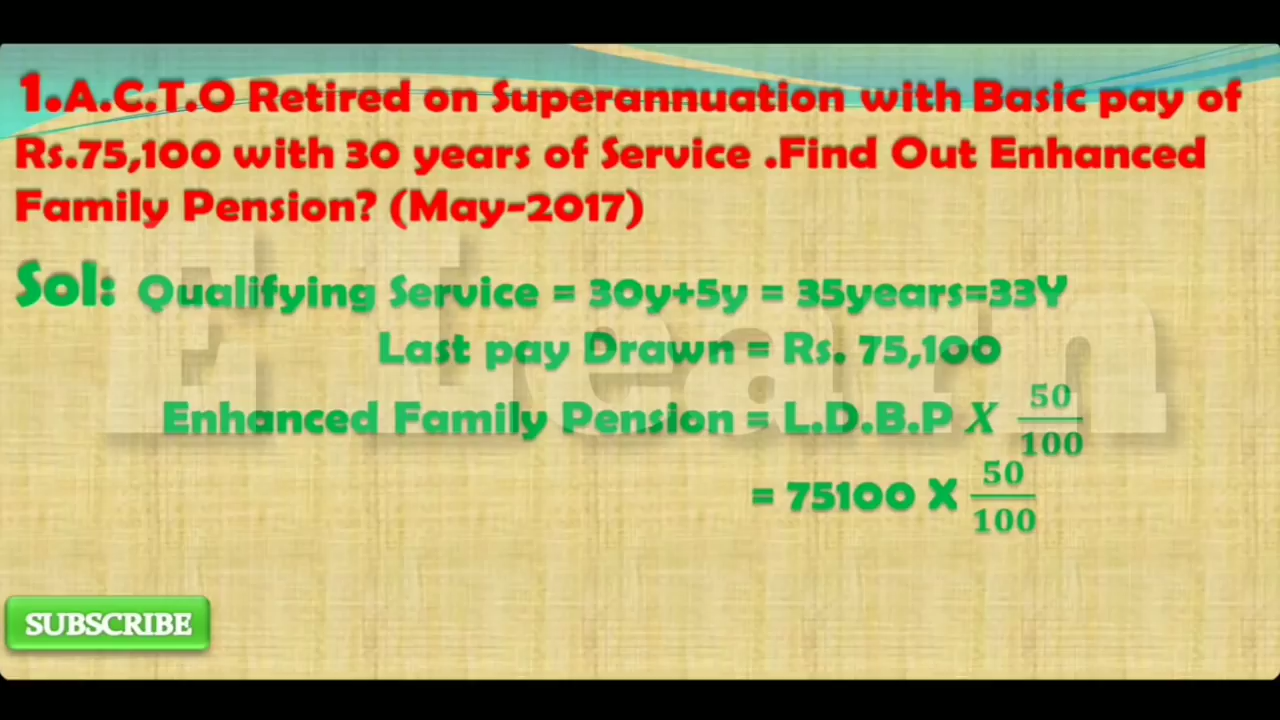 1.A.C.T.O Retired on Superannuation with Basic pay of
Rs.75,100 with 30 years of Service .Find Out Enhanced
Family Pension? (May-2017)
Sol: Qualifying Service = 30y+5y = 35years=33Y
Last pay Drawn = Rs. 75,100
Enhanced Family Pension = L.D.B.P X 50/100
= 75100 X 50/100
E Learn
SUBSCRIBE